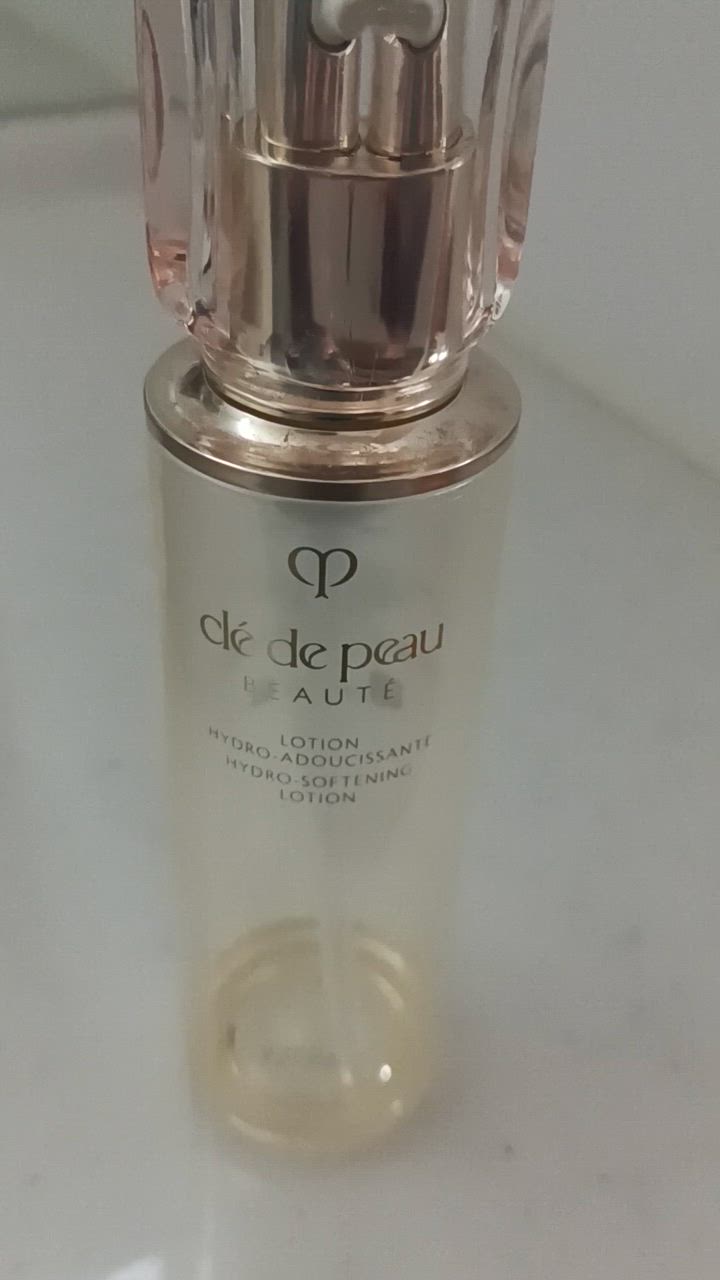 clé de peau
BEAUTÉ
LOTION
HYDRO-ADOUCISSANTE
HYDRO-SOFTENING
LOTION